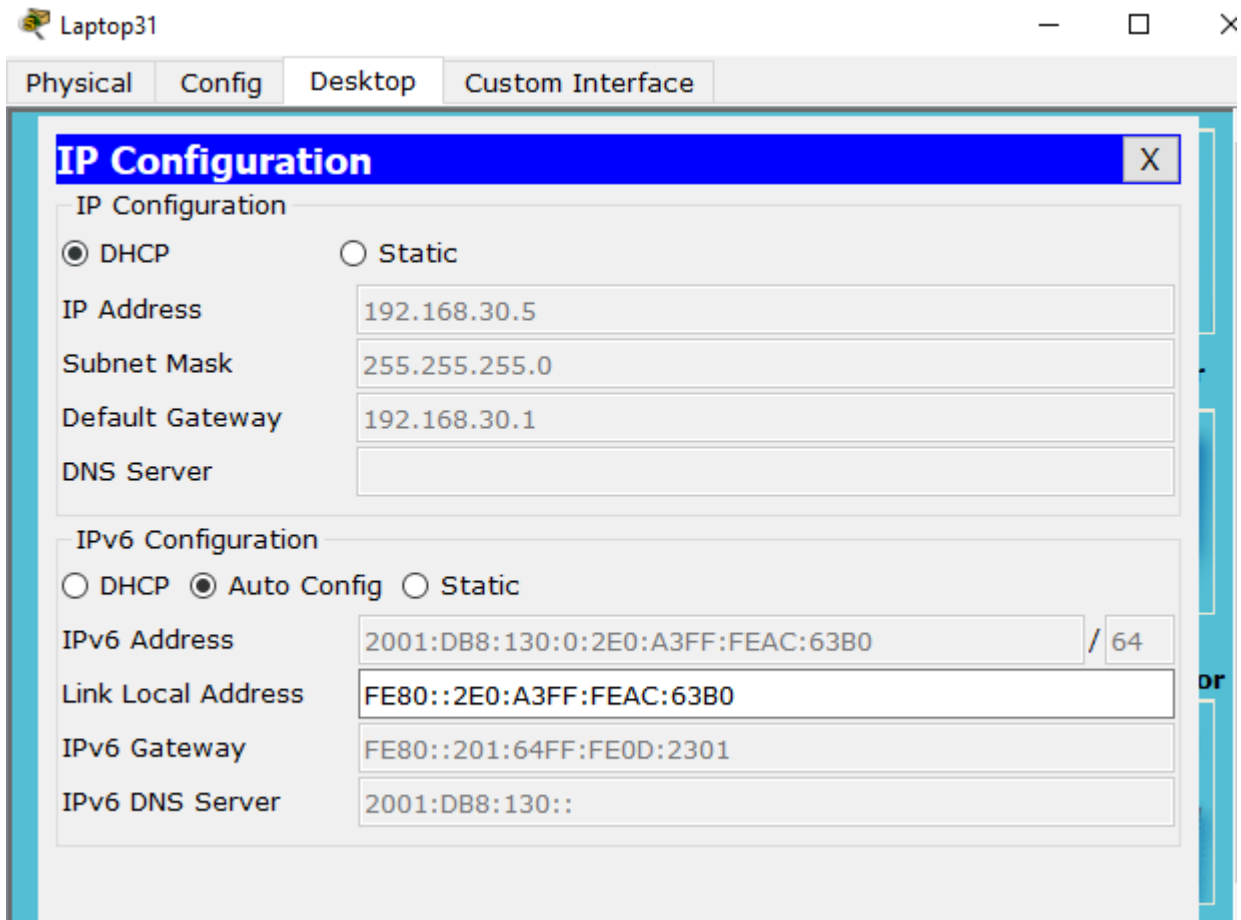 Laptop31
Physical Config Desktop Custom Interface
IP Configuration X
IP Configuration
DHCP Static
IP Address 192.168.30.5
Subnet Mask 255.255.255.0
Default Gateway 192.168.30.1
DNS Server
IPv6 Configuration
DHCP Auto Config Static
IPv6 Address 2001:DB8:130:0:2E0:A3FF:FEAC:63B0 / 64
or
Link Local Address FE80::2E0:A3FF:FEAC:63B0
IPv6 Gateway FE80::201:64FF:FE0D:2301
IPv6 DNS Server 2001:DB8:130::